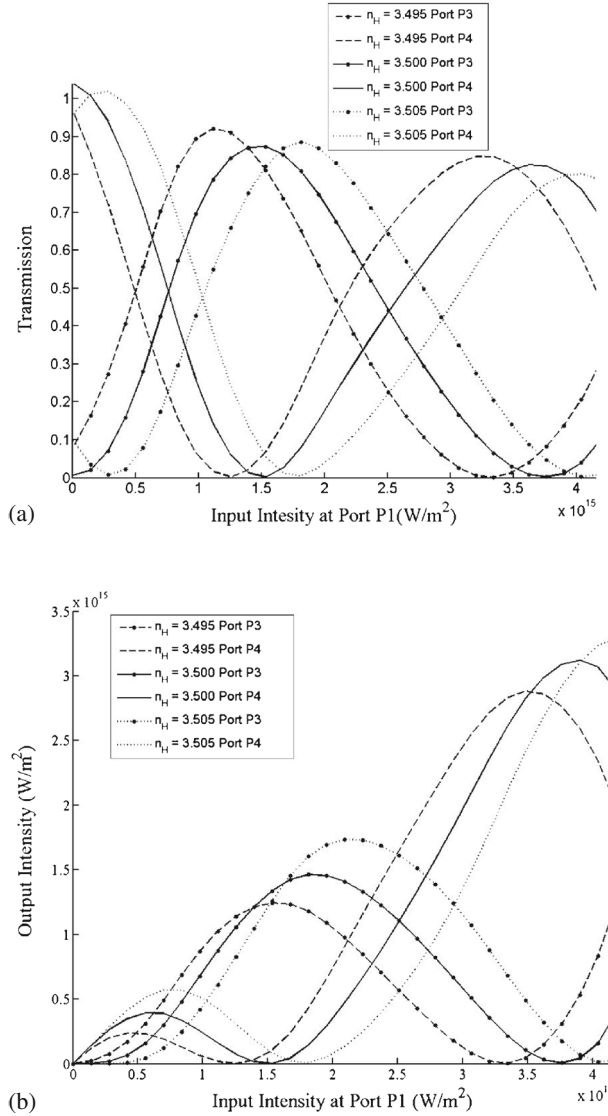 n_H = 3.495 Port P3
n_H = 3.495 Port P4
n_H = 3.500 Port P3
n_H = 3.500 Port P4
n_H = 3.505 Port P3
n_H = 3.505 Port P4
1
0.9
0.8
0.7
0.6
0.5
0.4
0.3
0.2
0.1
0
Transmission
0 0.5 1 1.5 2 2.5 3 3.5 4
x 10^15
Input Intesity at Port P1(W/m^2)
(a)
x 10^15
n_H = 3.495 Port P3
n_H = 3.495 Port P4
n_H = 3.500 Port P3
n_H = 3.500 Port P4
n_H = 3.505 Port P3
n_H = 3.505 Port P4
3.5
3
2.5
2
1.5
1
0.5
0
Output Intensity (W/m^2)
0 0.5 1 1.5 2 2.5 3 3.5 4
Input Intensity at Port P1 (W/m^2)
(b)